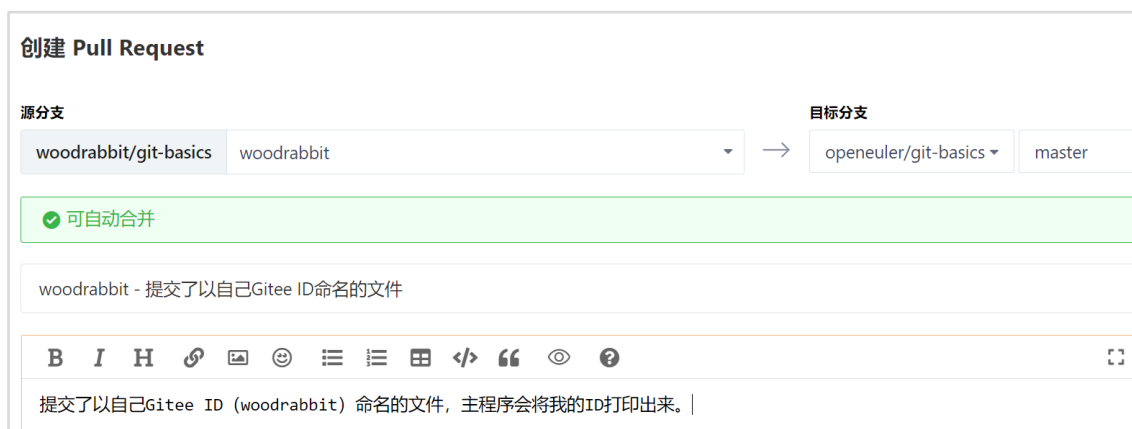 创建 Pull Request
源分支
目标分支
woodrabbit/git-basics woodrabbit
openeuler/git-basics master
可自动合并
woodrabbit - 提交了以自己Gitee ID命名的文件
B I H
提交了以自己Gitee ID (woodrabbit) 命名的文件, 主程序会将我的ID打印出来。